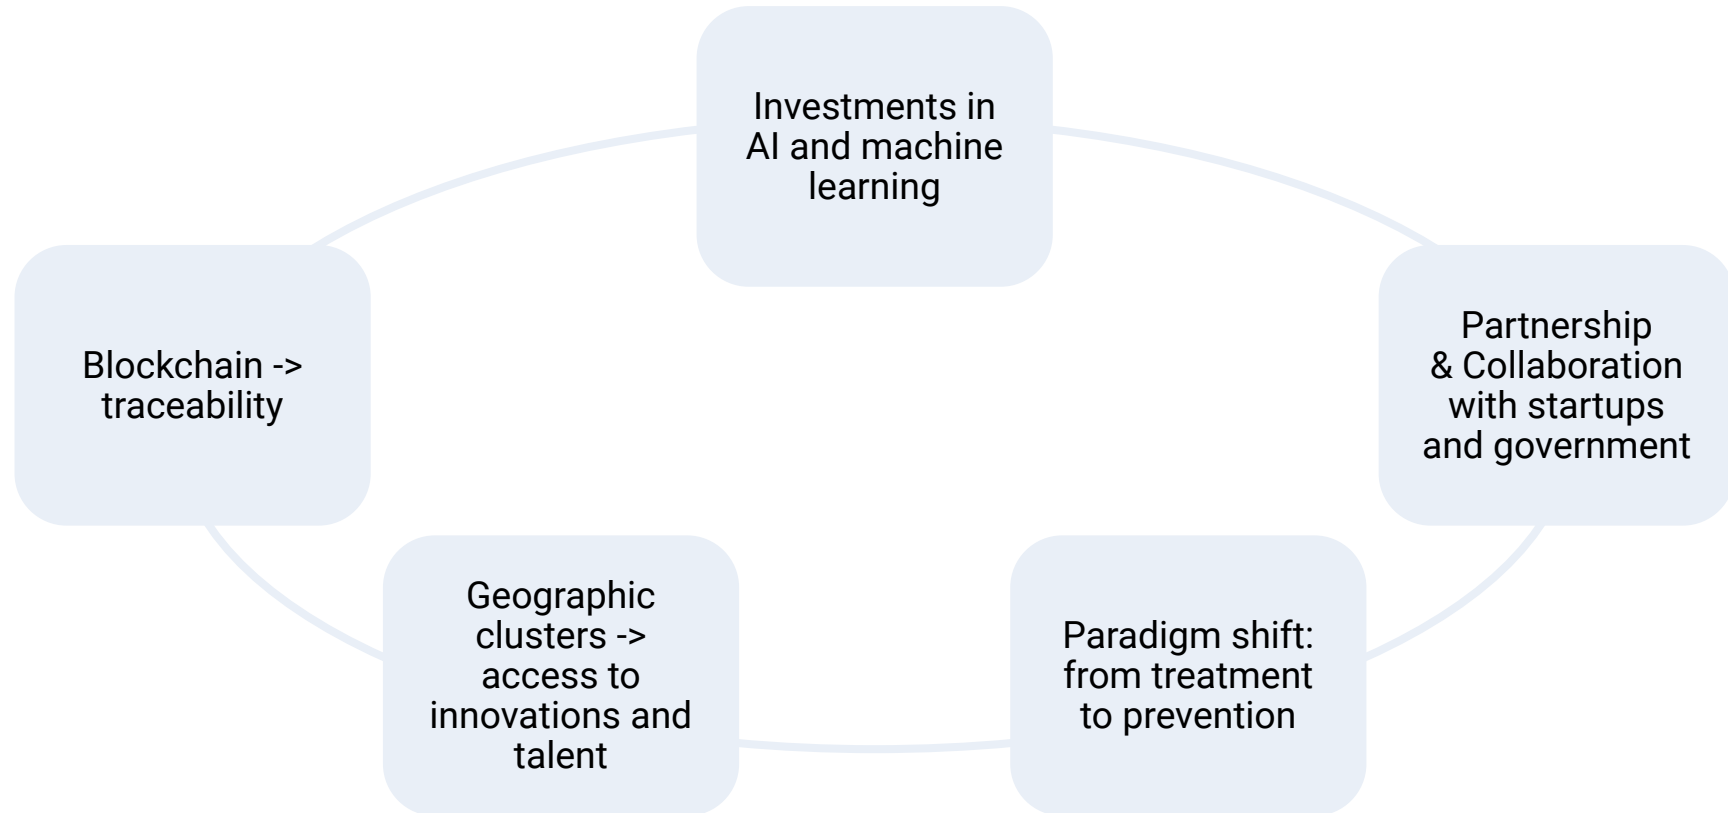 Investments in
AI and machine
learning
Partnership
& Collaboration
with startups
and government
Paradigm shift:
from treatment
to prevention
Geographic
clusters ->
access to
innovations and
talent
Blockchain ->
traceability